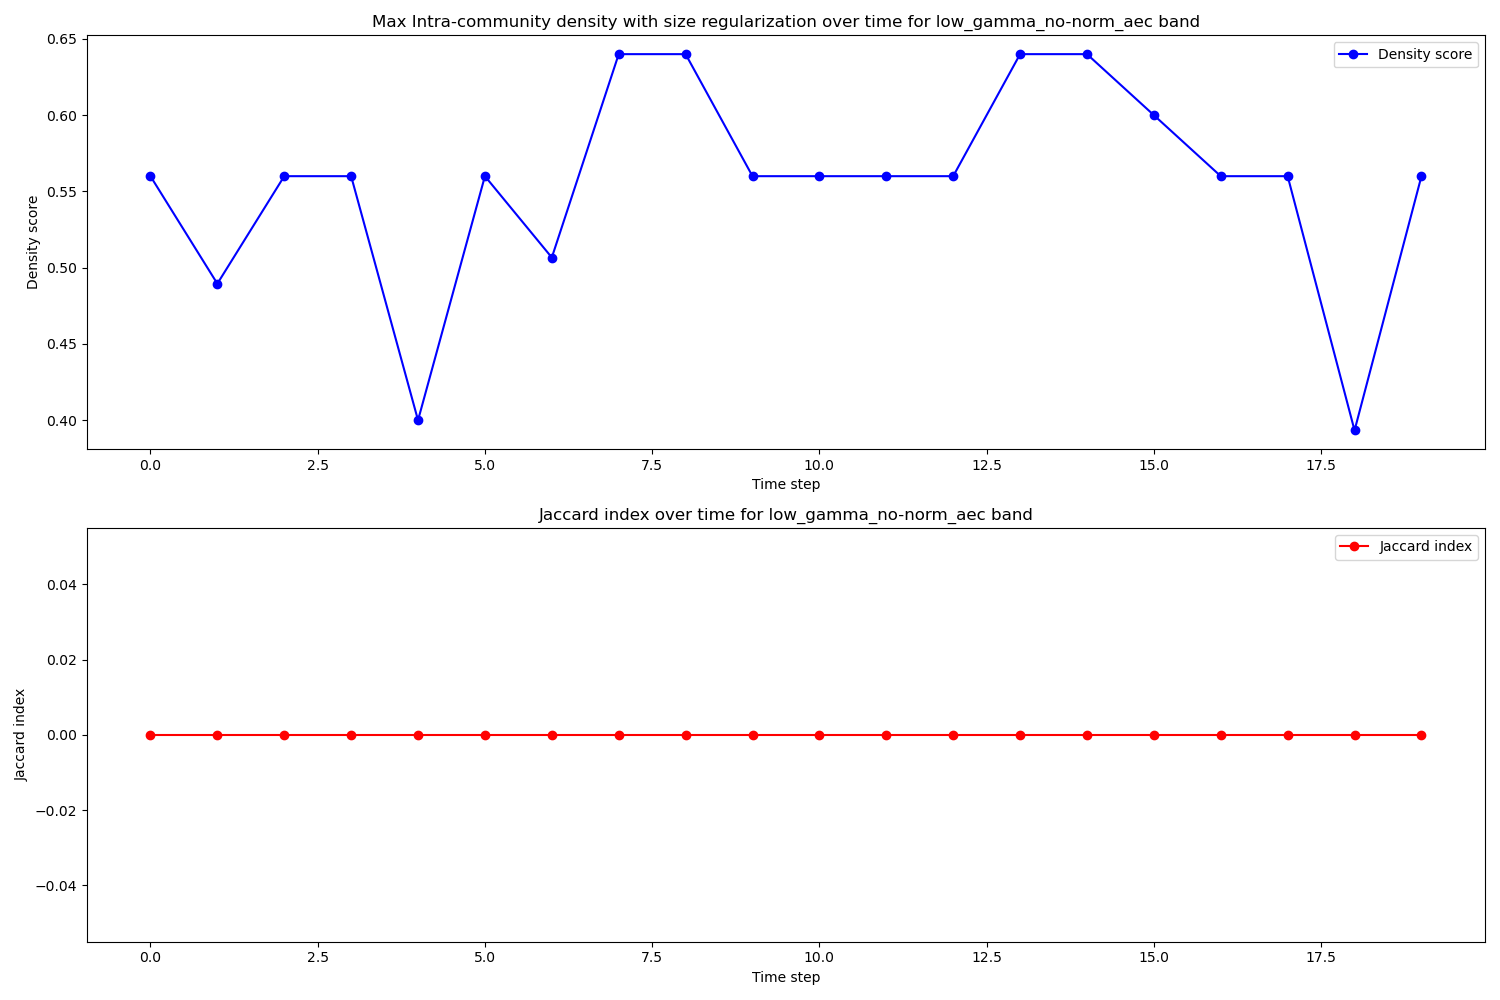 Max Intra-community density with size regularization over time for low_gamma_no-norm_aec band
Density score
0.65
0.60
0.55
0.50
0.45
0.40
Density score
0.0 2.5 5.0 7.5 10.0 12.5 15.0 17.5
Time step
Jaccard index over time for low_gamma_no-norm_aec band
Jaccard index
0.04
0.02
0.00
−0.02
−0.04
Jaccard index
0.0 2.5 5.0 7.5 10.0 12.5 15.0 17.5
Time step